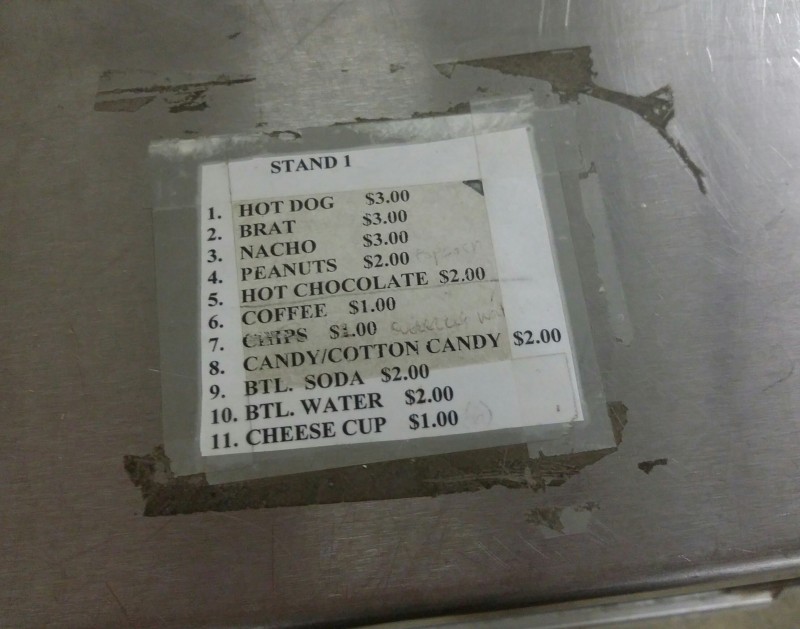 STAND 1
1. HOT DOG $3.00
2. BRAT $3.00
3. NACHO $3.00
4. PEANUTS $2.00
5. HOT CHOCOLATE $2.00
6. COFFEE $1.00
7. CHIPS $1.00
8. CANDY/COTTON CANDY $2.00
9. BTL. SODA $2.00
10. BTL. WATER $2.00
11. CHEESE CUP $1.00